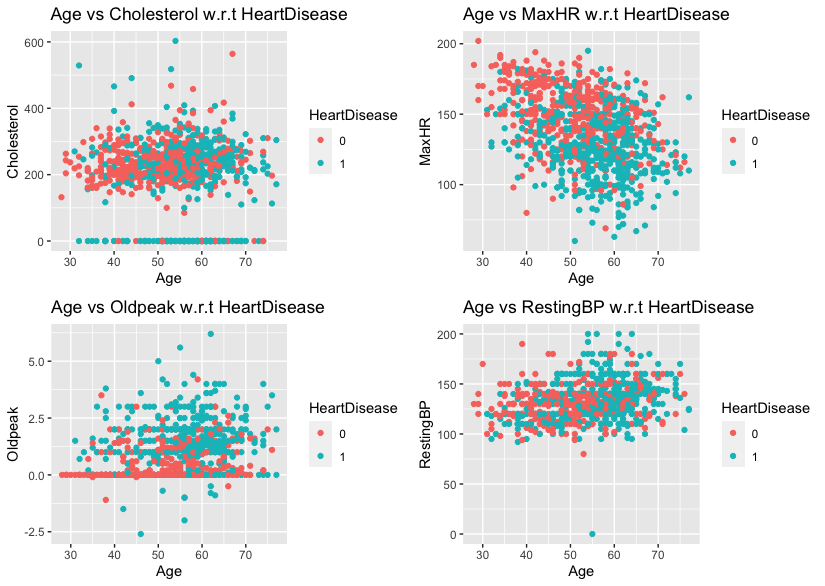 Age vs Cholesterol w.r.t HeartDisease
600
400
200
0
Cholesterol
30 40 50 60 70
Age
HeartDisease
0
1
Age vs MaxHR w.r.t HeartDisease
200
150
100
MaxHR
30 40 50 60 70
Age
HeartDisease
0
1
Age vs Oldpeak w.r.t HeartDisease
5.0
2.5
0.0
-2.5
Oldpeak
30 40 50 60 70
Age
HeartDisease
0
1
Age vs RestingBP w.r.t HeartDisease
200
150
100
50
0
RestingBP
30 40 50 60 70
Age
HeartDisease
0
1